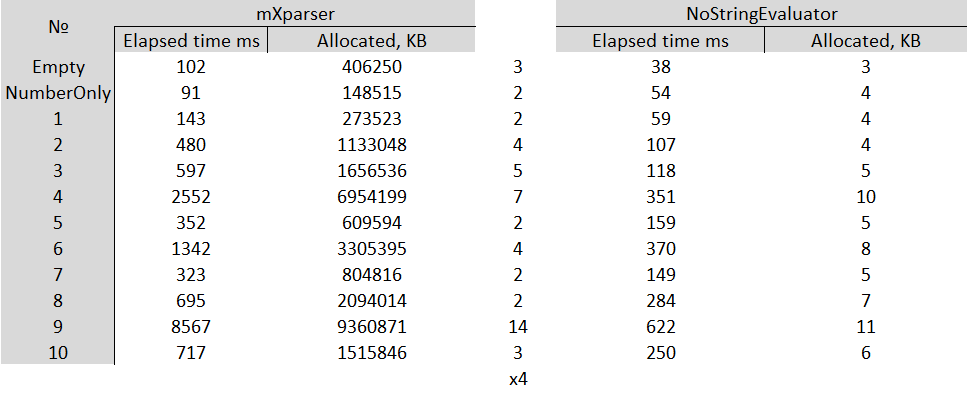 № mXparser NoStringEvaluator
Elapsed time ms Allocated, KB Elapsed time ms Allocated, KB
Empty 102 406250 3 38 3
NumberOnly 91 148515 2 54 4
1 143 273523 2 59 4
2 480 1133048 4 107 4
3 597 1656536 5 118 5
4 2552 6954199 7 351 10
5 352 609594 2 159 5
6 1342 3305395 4 370 8
7 323 804816 2 149 5
8 695 2094014 2 284 7
9 8567 9360871 14 622 11
10 717 1515846 3 250 6
x4